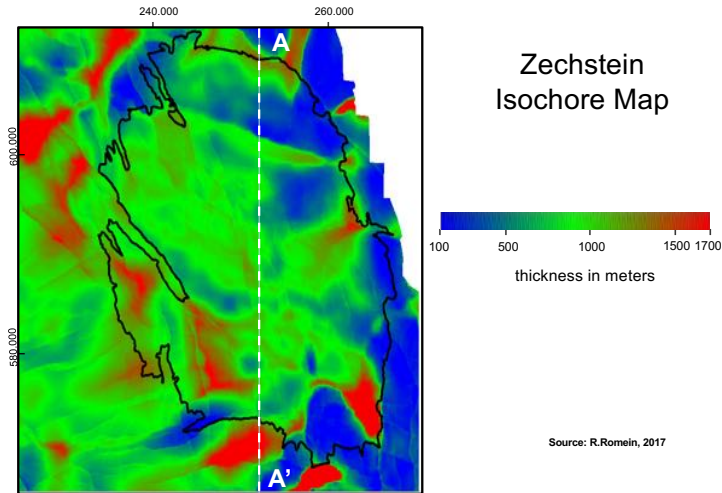 240.000
260.000
A
Zechstein
Isochore Map
600.000
100
500
1000
1500 1700
thickness in meters
580.000
Source: R.Romein, 2017
A'